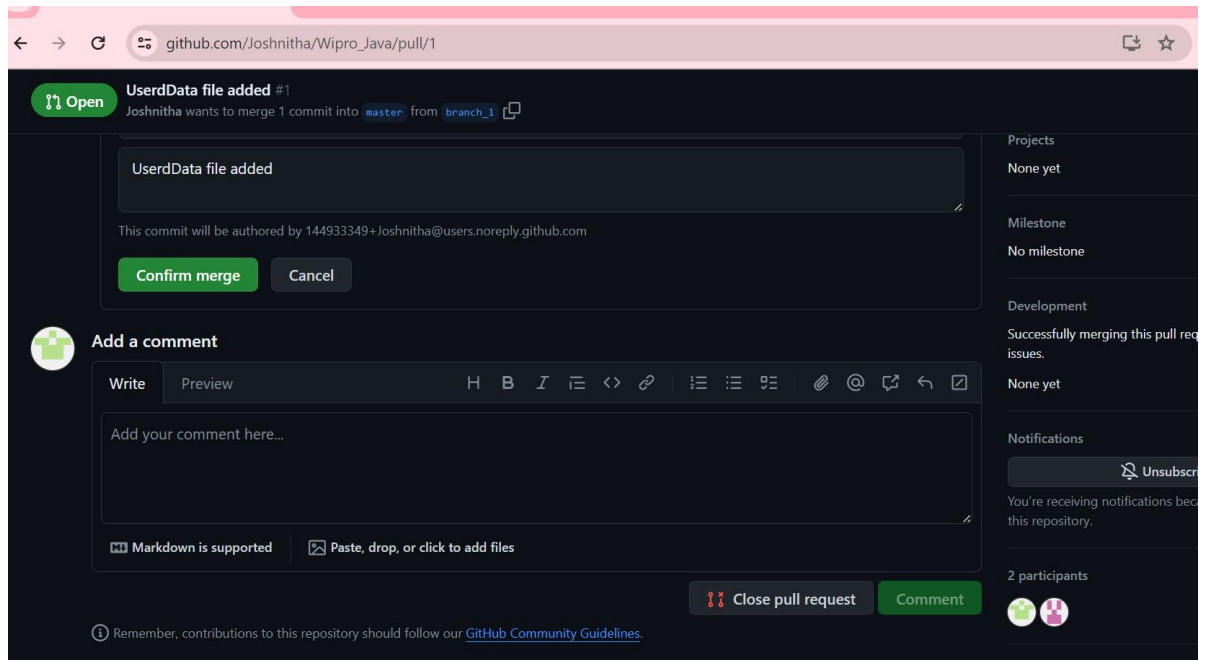 github.com/Joshnitha/Wipro_Java/pull/1
Open
UserdData file added #1
Joshnitha wants to merge 1 commit into master from branch_1
UserdData file added
This commit will be authored by 144933349+Joshnitha@users.noreply.github.com
Confirm merge
Cancel
Add a comment
Write
Preview
Add your comment here...
Markdown is supported
Paste, drop, or click to add files
Close pull request
Comment
Remember, contributions to this repository should follow our GitHub Community Guidelines.
Projects
None yet
Milestone
No milestone
Development
Successfully merging this pull req
issues.
None yet
Notifications
Unsubscri
You're receiving notifications beca
this repository.
2 participants